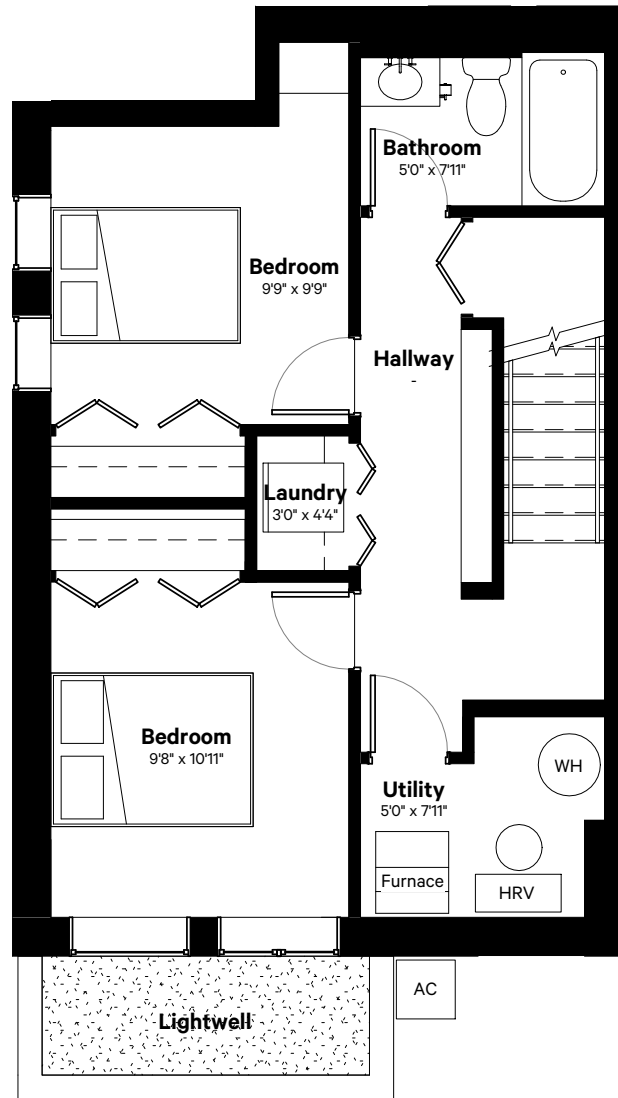 Bathroom
5'0" x 7'11"
Bedroom
9'9" x 9'9"
Hallway
-
Laundry
3'0" x 4'4"
Bedroom
9'8" x 10'11"
WH
Utility
5'0" x 7'11"
Furnace
HRV
AC
Lightwell